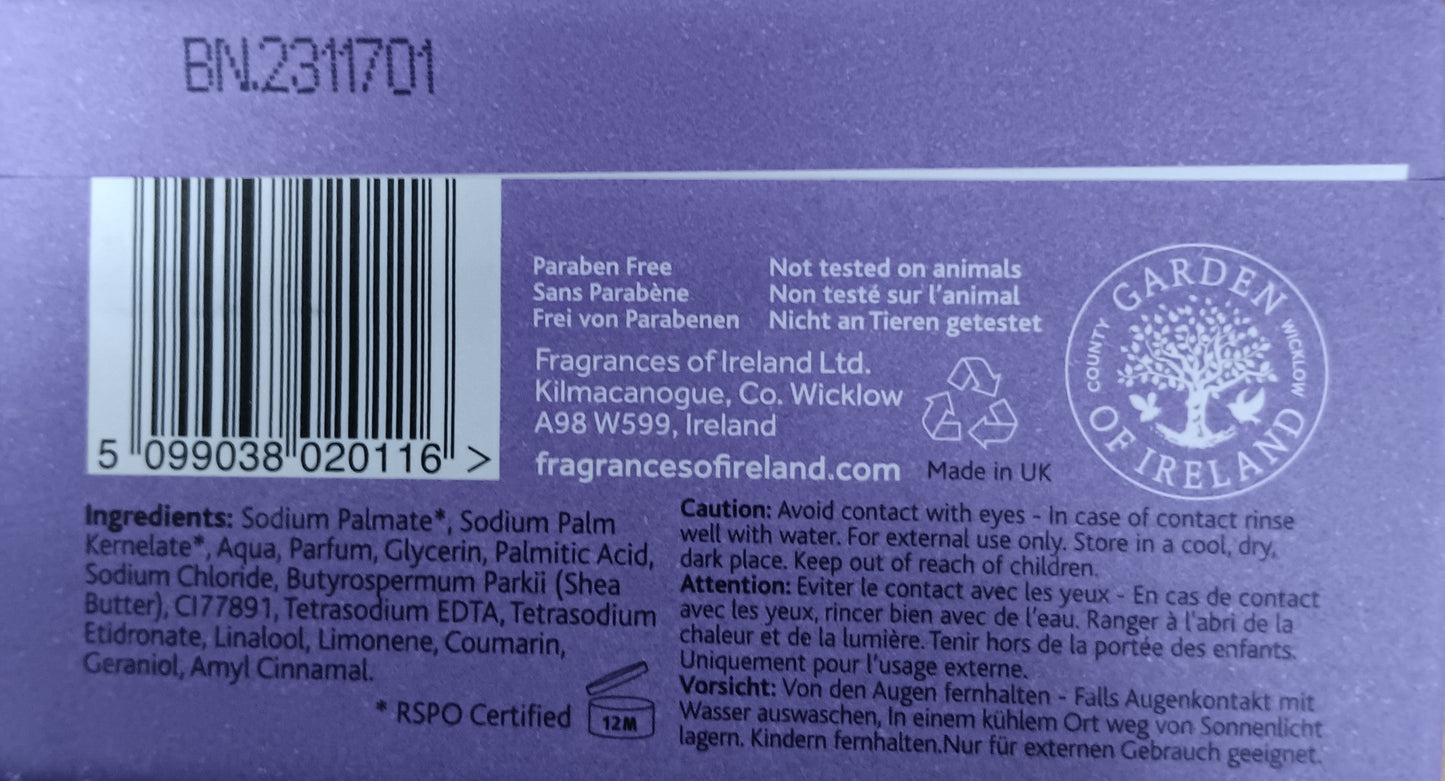 BN.2311701
5 099038 020116 >
Paraben Free
Sans Parabène
Frei von Parabenen
Not tested on animals
Non testé sur l'animal
Nicht an Tieren getestet
Fragrances of Ireland Ltd.
Kilmacanogue, Co. Wicklow
A98 W599, Ireland
fragrancesofireland.com
Made in UK
GARDEN
COUNTY WICKLOW
OF IRELAND
Ingredients: Sodium Palmate*, Sodium Palm
Kernelate*, Aqua, Parfum, Glycerin, Palmitic Acid,
Sodium Chloride, Butyrospermum Parkii (Shea
Butter), CI77891, Tetrasodium EDTA, Tetrasodium
Etidronate, Linalool, Limonene, Coumarin,
Geraniol, Amyl Cinnamal.
* RSPO Certified
12M
Caution: Avoid contact with eyes - In case of contact rinse
well with water. For external use only. Store in a cool, dry,
dark place. Keep out of reach of children.
Attention: Eviter le contact avec les yeux - En cas de contact
avec les yeux, rincer bien avec de l'eau. Ranger à l'abri de la
chaleur et de la lumière. Tenir hors de la portée des enfants.
Uniquement pour l'usage externe.
Vorsicht: Von den Augen fernhalten - Falls Augenkontakt mit
Wasser auswaschen, In einem kühlem Ort weg von Sonnenlicht
lagern. Kindern fernhalten.Nur für externen Gebrauch geeignet.